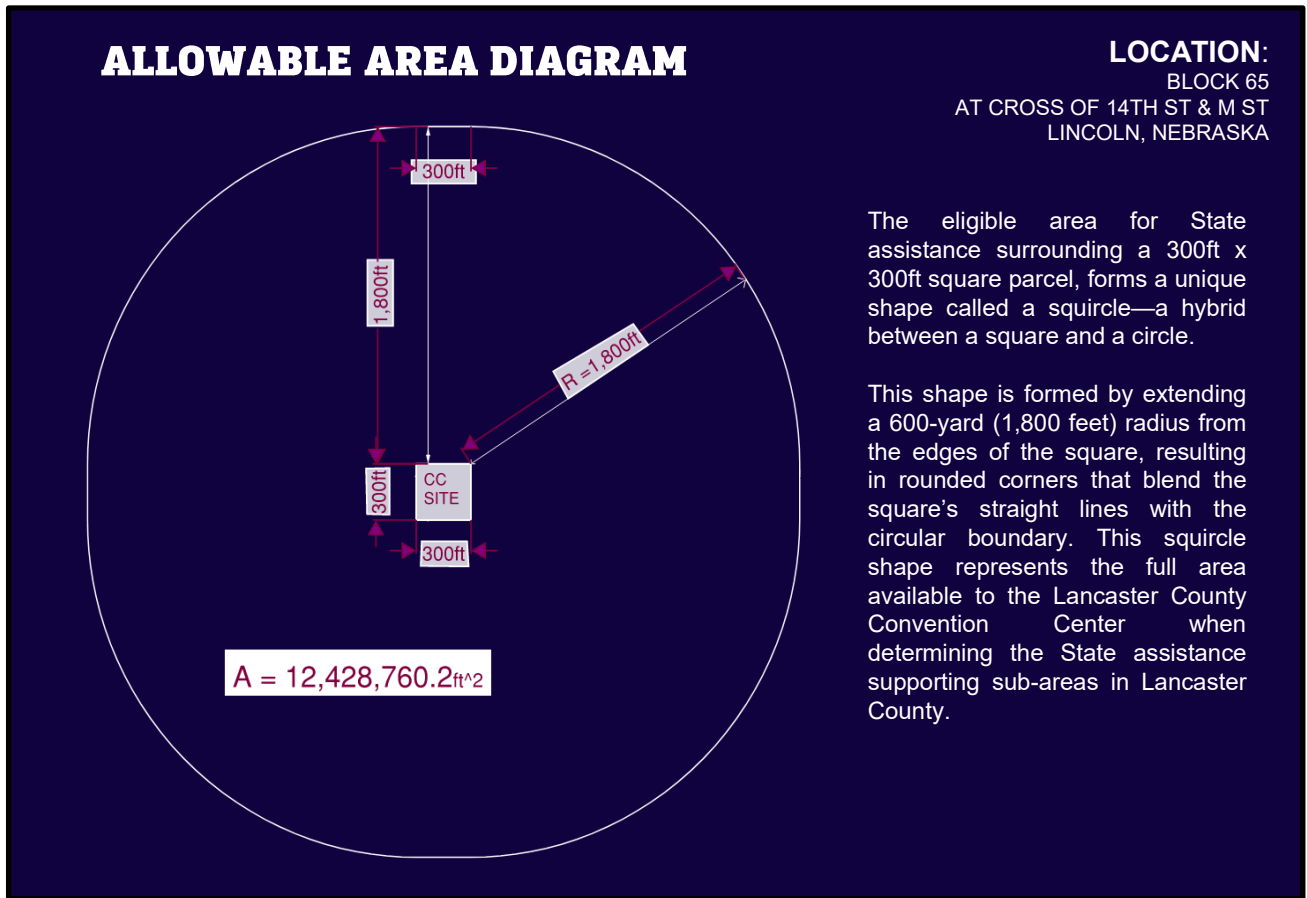 ALLOWABLE AREA DIAGRAM
LOCATION:
BLOCK 65
AT CROSS OF 14TH ST & M ST
LINCOLN, NEBRASKA
300ft
1,800ft
R =1,800ft
300ft
CC
SITE
300ft
A = 12,428,760.2ft^2
The eligible area for State
assistance surrounding a 300ft x
300ft square parcel, forms a unique
shape called a squircle—a hybrid
between a square and a circle.
This shape is formed by extending
a 600-yard (1,800 feet) radius from
the edges of the square, resulting
in rounded corners that blend the
square's straight lines with the
circular boundary. This squircle
shape represents the full area
available to the Lancaster County
Convention Center when
determining the State assistance
supporting sub-areas in Lancaster
County.